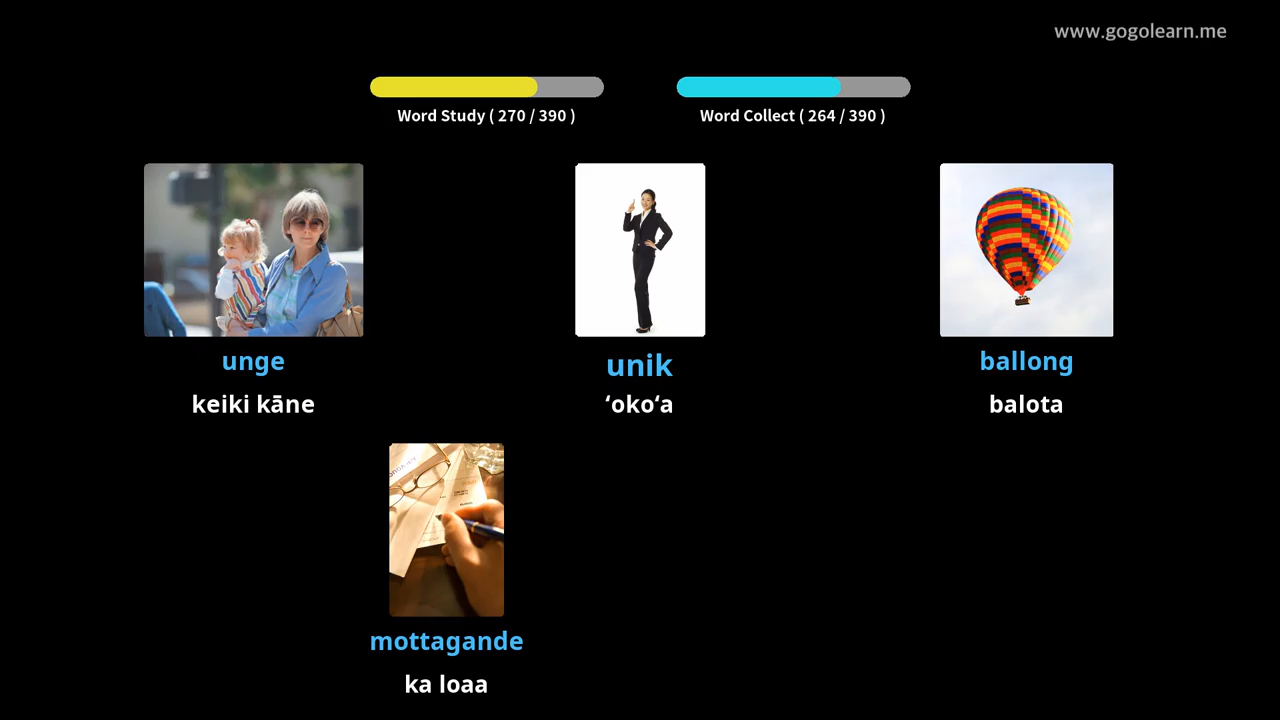 www.gogolearn.me
Word Study ( 270 / 390 )
Word Collect ( 264 / 390 )
unge
unik
ballong
keiki kāne
ʻokoʻa
balota
mottagande
ka loaa